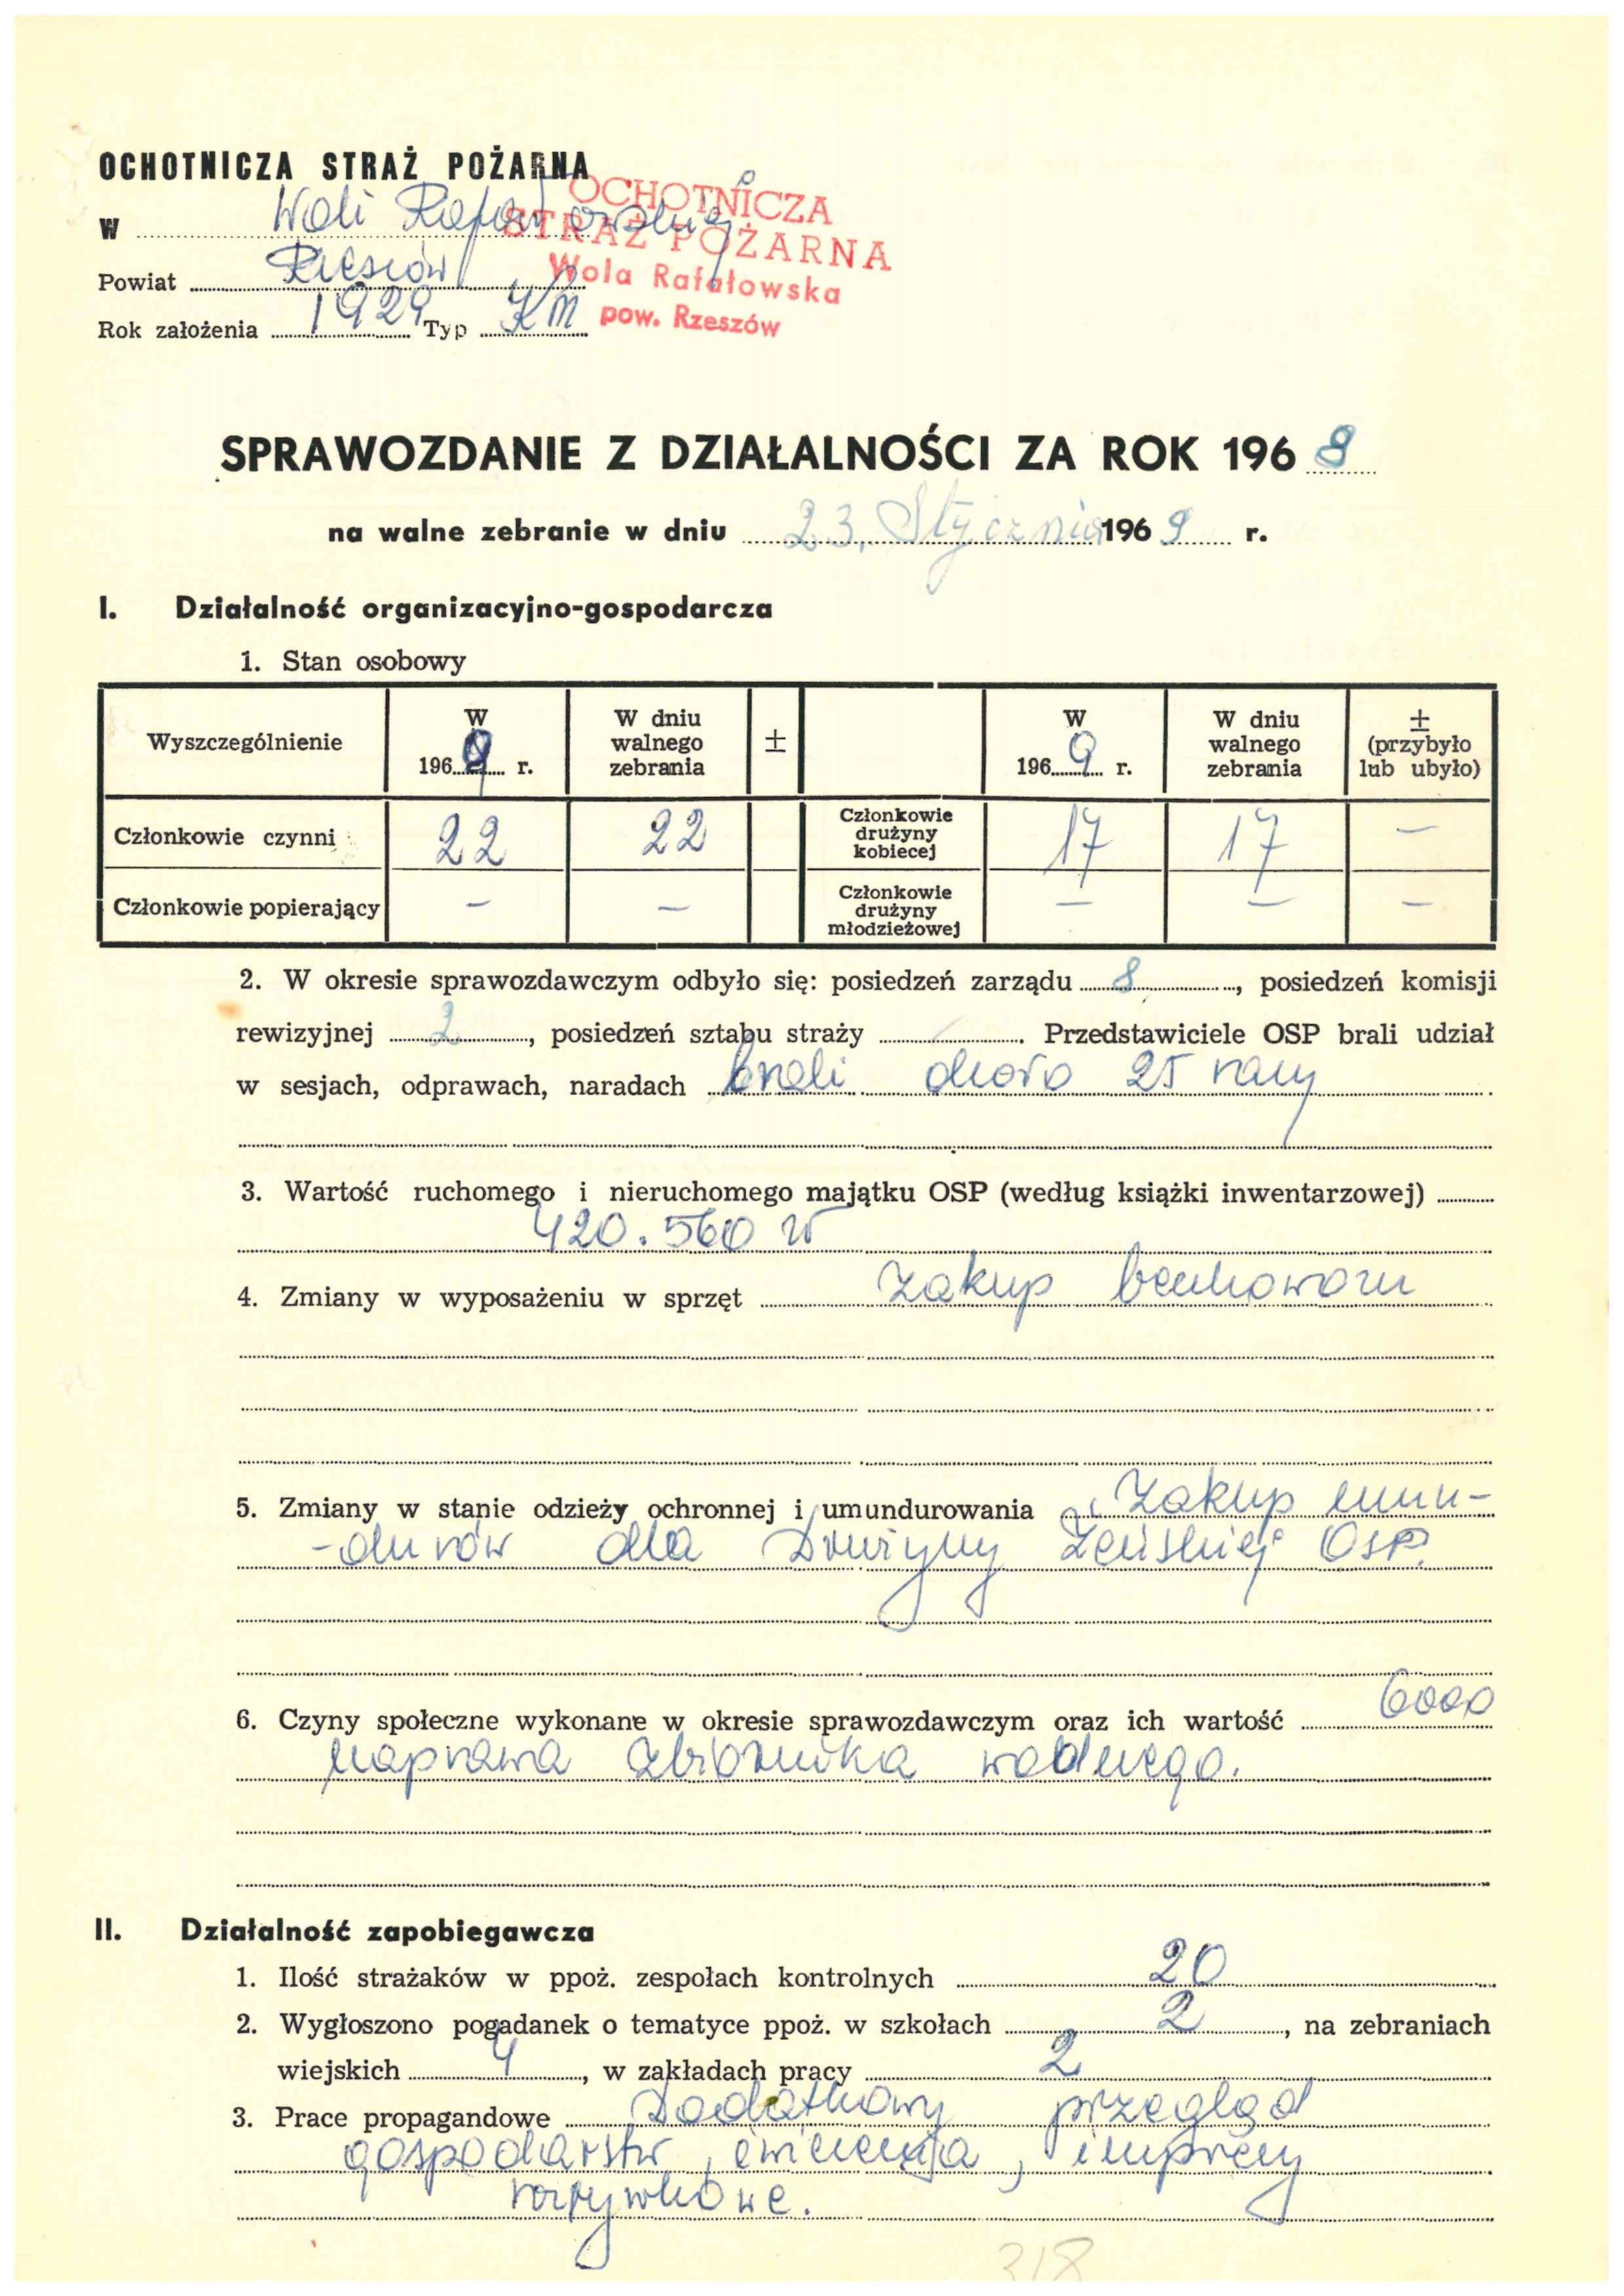 OCHOTNICZA STRAŻ POŻARNA
W Woli Rafałowskiej
OCHOTNICZA
STRAŻ POŻARNA
Wola Rafałowska
pow. Rzeszów
Powiat Rzeszów
Rok założenia 1929 Typ KM
SPRAWOZDANIE Z DZIAŁALNOŚCI ZA ROK 1968
na walne zebranie w dniu 23. Stycznia 1969 r.
I. Działalność organizacyjno-gospodarcza
1. Stan osobowy
Wyszczególnienie W 196 r. W dniu walnego zebrania ± W 1969 r. W dniu walnego zebrania ± (przybyło lub ubyło)
Członkowie czynni 22 22 Członkowie drużyny kobiecej 17 17 —
Członkowie popierający — — Członkowie drużyny młodzieżowej — — —
2. W okresie sprawozdawczym odbyło się: posiedzeń zarządu 8, posiedzeń komisji
rewizyjnej 2, posiedzeń sztabu straży . Przedstawiciele OSP brali udział
w sesjach, odprawach, naradach brali około 25 razy
3. Wartość ruchomego i nieruchomego majątku OSP (według książki inwentarzowej)
420.560 zł
4. Zmiany w wyposażeniu w sprzęt Zakup beczkowozu
5. Zmiany w stanie odzieży ochronnej i umundurowania Zakup mun-
-durów dla Drużyny Żeńskiej OSP.
6. Czyny społeczne wykonane w okresie sprawozdawczym oraz ich wartość 6000
naprawa zbiornika wodnego.
II. Działalność zapobiegawcza
1. Ilość strażaków w ppoż. zespołach kontrolnych 20
2. Wygłoszono pogadanek o tematyce ppoż. w szkołach 2, na zebraniach
wiejskich 4, w zakładach pracy 2
3. Prace propagandowe Dodatkowy przegląd
gospodarstw, ćwiczenia, imprezy
rozrywkowe.
318